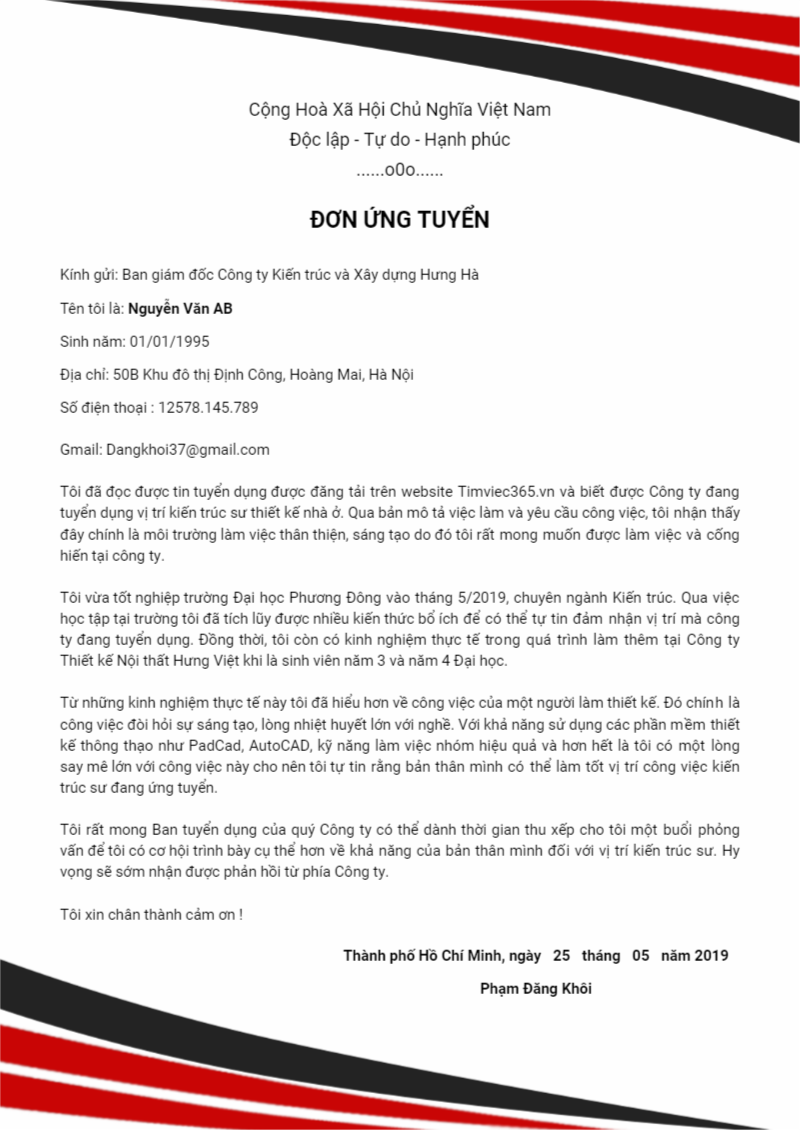 Cộng Hoà Xã Hội Chủ Nghĩa Việt Nam
Độc lập - Tự do - Hạnh phúc
......o0o......
ĐƠN ỨNG TUYỂN
Kính gửi: Ban giám đốc Công ty Kiến trúc và Xây dựng Hưng Hà
Tên tôi là: Nguyễn Văn AB
Sinh năm: 01/01/1995
Địa chỉ: 50B Khu đô thị Định Công, Hoàng Mai, Hà Nội
Số điện thoại : 12578.145.789
Gmail: Dangkhoi37@gmail.com
Tôi đã đọc được tin tuyển dụng được đăng tải trên website Timviec365.vn và biết được Công ty đang
tuyển dụng vị trí kiến trúc sư thiết kế nhà ở. Qua bản mô tả việc làm và yêu cầu công việc, tôi nhận thấy
đây chính là môi trường làm việc thân thiện, sáng tạo do đó tôi rất mong muốn được làm việc và cống
hiến tại công ty.
Tôi vừa tốt nghiệp trường Đại học Phương Đông vào tháng 5/2019, chuyên ngành Kiến trúc. Qua việc
học tập tại trường tôi đã tích lũy được nhiều kiến thức bổ ích để có thể tự tin đảm nhận vị trí mà công
ty đang tuyển dụng. Đồng thời, tôi còn có kinh nghiệm thực tế trong quá trình làm thêm tại Công ty
Thiết kế Nội thất Hưng Việt khi là sinh viên năm 3 và năm 4 Đại học.
Từ những kinh nghiệm thực tế này tôi đã hiểu hơn về công việc của một người làm thiết kế. Đó chính là
công việc đòi hỏi sự sáng tạo, lòng nhiệt huyết lớn với nghề. Với khả năng sử dụng các phần mềm thiết
kế thông thạo như PadCad, AutoCAD, kỹ năng làm việc nhóm hiệu quả và hơn hết là tôi có một lòng
say mê lớn với công việc này cho nên tôi tự tin rằng bản thân mình có thể làm tốt vị trí công việc kiến
trúc sư đang ứng tuyển.
Tôi rất mong Ban tuyển dụng của quý Công ty có thể dành thời gian thu xếp cho tôi một buổi phỏng
vấn để tôi có cơ hội trình bày cụ thể hơn về khả năng của bản thân mình đối với vị trí kiến trúc sư. Hy
vọng sẽ sớm nhận được phản hồi từ phía Công ty.
Tôi xin chân thành cảm ơn !
Thành phố Hồ Chí Minh, ngày 25 tháng 05 năm 2019
Phạm Đăng Khôi